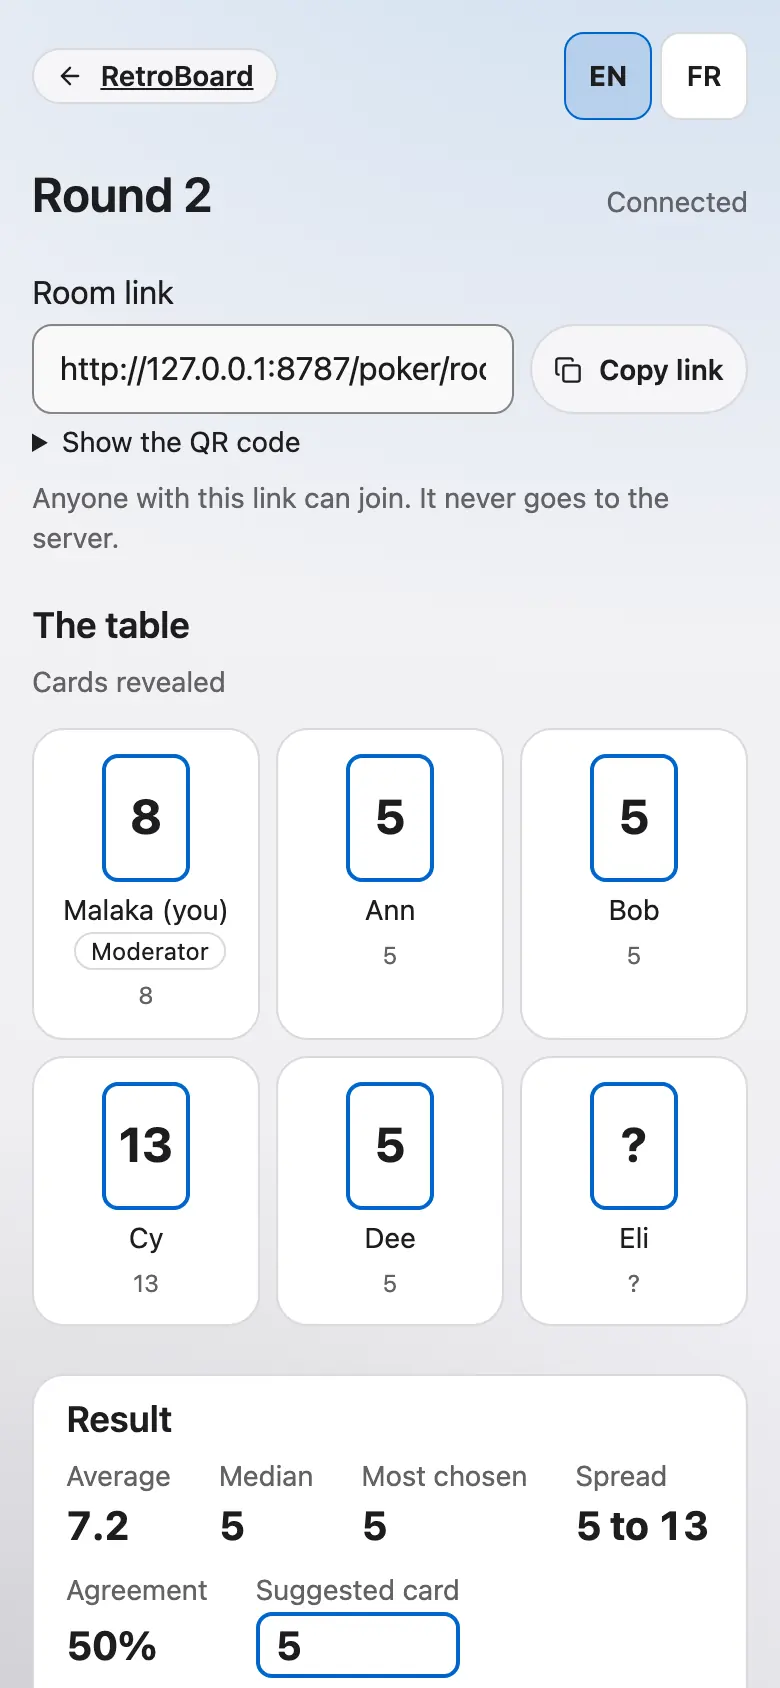 RetroBoard
EN
FR
Round 2
Connected
Room link
http://127.0.0.1:8787/poker/roo
Copy link
Show the QR code
Anyone with this link can join. It never goes to the
server.
The table
Cards revealed
8
5
5
Malaka (you)
Ann
Bob
Moderator
5
5
8
13
5
?
Cy
Dee
Eli
13
5
?
Result
Average
Median
Most chosen
Spread
7.2
5
5
5 to 13
Agreement
Suggested card
50%
5